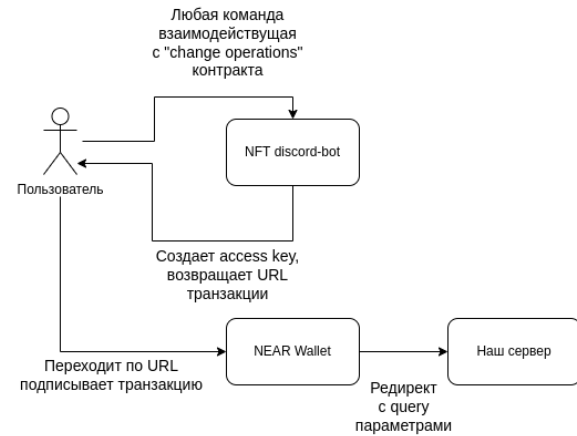 Любая команда
взаимодействущая
с "change operations"
контракта
NFT discord-bot
Пользователь
Создает access key,
возвращает URL
транзакции
NEAR Wallet
Наш сервер
Переходит по URL
подписывает транзакцию
Редирект
с query
параметрами